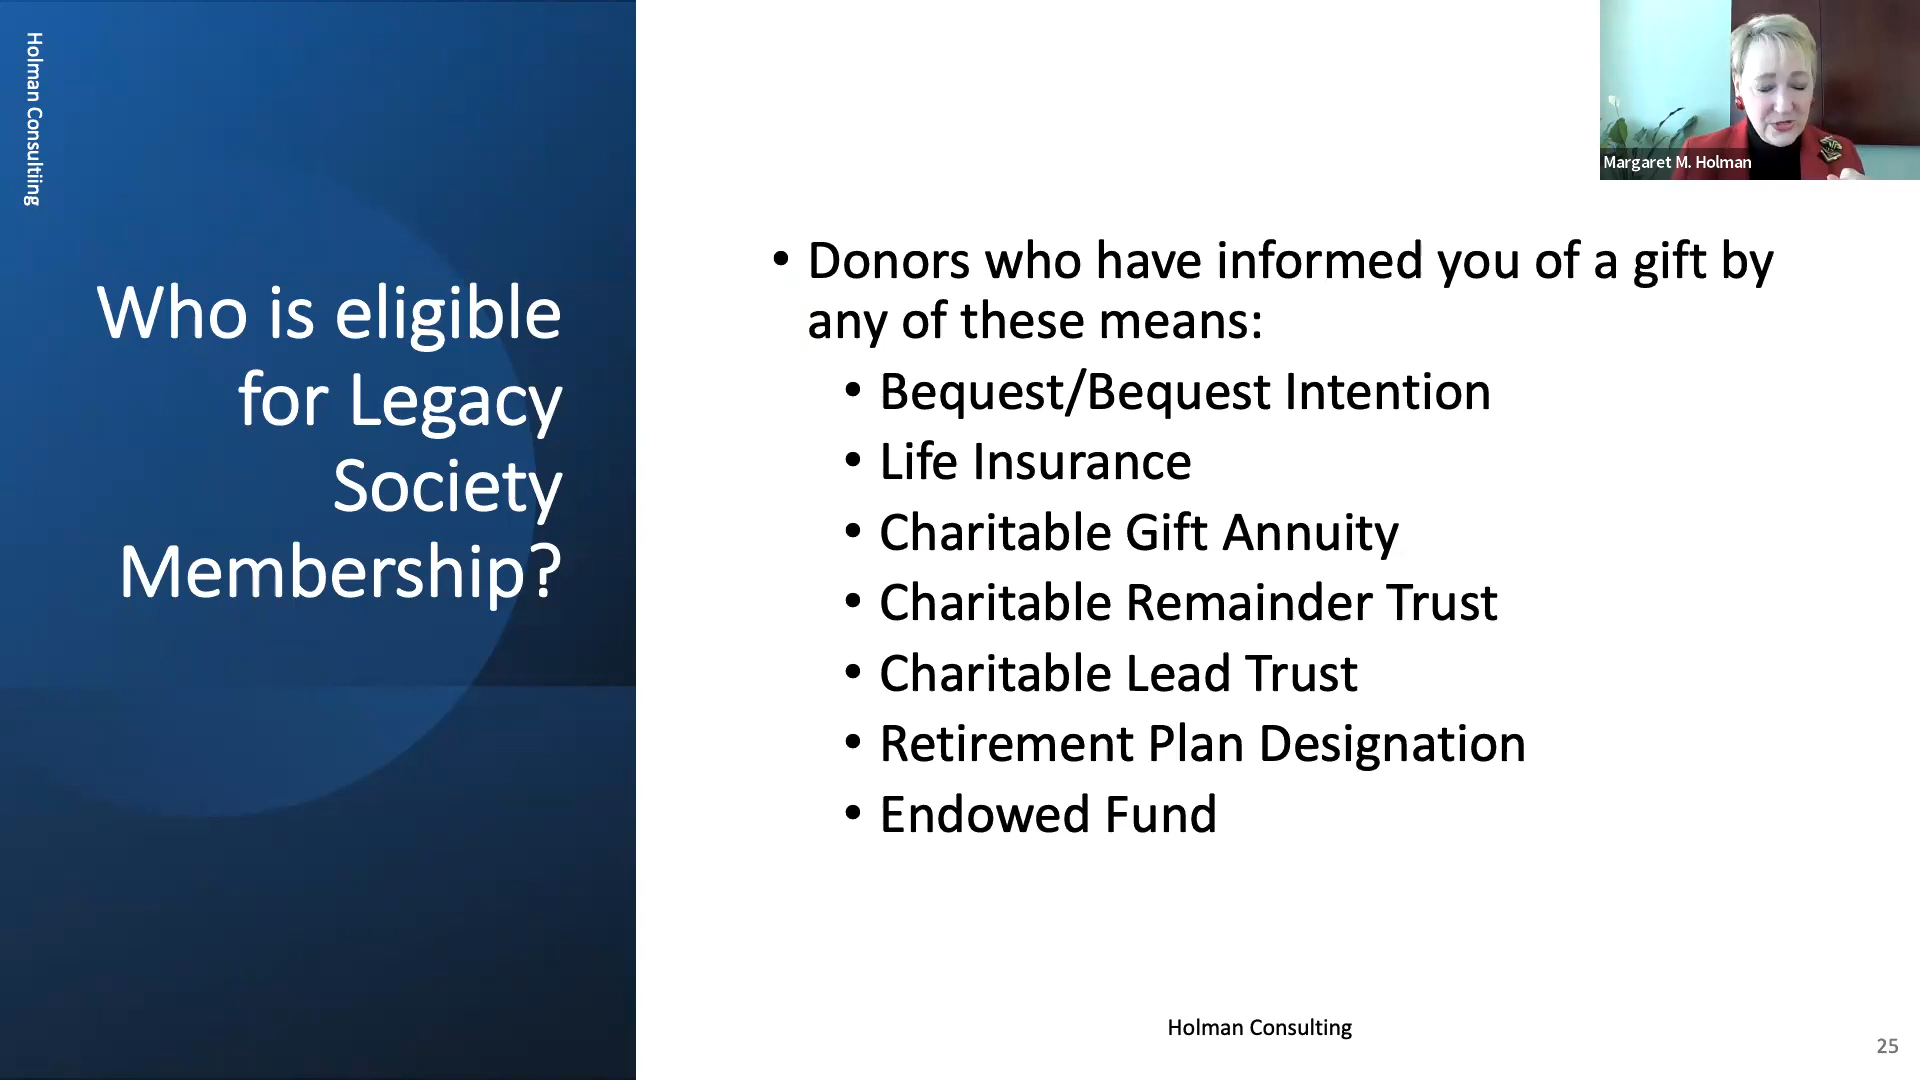 Holman Consultiing
Who is eligible
for Legacy
Society
Membership?
Margaret M. Holman
• Donors who have informed you of a gift by
any of these means:
• Bequest/Bequest Intention
• Life Insurance
• Charitable Gift Annuity
• Charitable Remainder Trust
• Charitable Lead Trust
• Retirement Plan Designation
• Endowed Fund
Holman Consulting
25